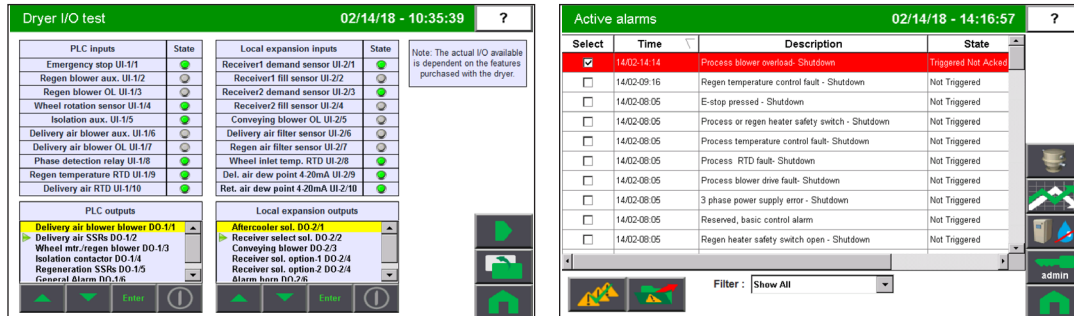 Dryer I/O test 02/14/18 - 10:35:39 ?
PLC inputs State
Emergency stop UI-1/1
Regen blower aux. UI-1/2
Regen blower OL UI-1/3
Wheel rotation sensor UI-1/4
Isolation aux. UI-1/5
Delivery air blower aux. UI-1/6
Delivery air blower OL UI-1/7
Phase detection relay UI-1/8
Regen temperature RTD UI-1/9
Delivery air RTD UI-1/10
Local expansion inputs State
Receiver1 demand sensor UI-2/1
Receiver1 fill sensor UI-2/2
Receiver2 demand sensor UI-2/3
Receiver2 fill sensor UI-2/4
Conveying blower OL UI-2/5
Delivery air filter sensor UI-2/6
Regen air filter sensor UI-2/7
Wheel inlet temp. RTD UI-2/8
Del. air dew point 4-20mA UI-2/9
Ret. air dew point 4-20mA UI-2/10
Note: The actual I/O available
is dependent on the features
purchased with the dryer.
PLC outputs
Delivery air blower blower DO-1/1
Delivery air SSRs DO-1/2
Wheel mtr./regen blower DO-1/3
Isolation contactor DO-1/4
Regeneration SSRs DO-1/5
General Alarm DO-1/6
Local expansion outputs
Aftercooler sol. DO-2/1
Receiver select sol. DO-2/2
Conveying blower DO-2/3
Receiver sol. option-1 DO-2/4
Receiver sol. option-2 DO-2/4
Alarm horn DO-2/6
Enter
Enter
Active alarms 02/14/18 - 14:16:57 ?
Select Time Description State
14/02-14:14 Process blower overload- Shutdown Triggered Not Acked
14/02-09:16 Regen temperature control fault - Shutdown Not Triggered
14/02-08:05 E-stop pressed - Shutdown Not Triggered
14/02-08:05 Process or regen heater safety switch - Shutdown Not Triggered
14/02-08:05 Process temperature control fault- Shutdown Not Triggered
14/02-08:05 Process RTD fault- Shutdown Not Triggered
14/02-08:05 Process blower drive fault- Shutdown Not Triggered
14/02-08:05 3 phase power supply error - Shutdown Not Triggered
14/02-08:05 Reserved, basic control alarm Not Triggered
14/02-08:05 Regen heater safety switch open - Shutdown Not Triggered
Filter : Show All
admin